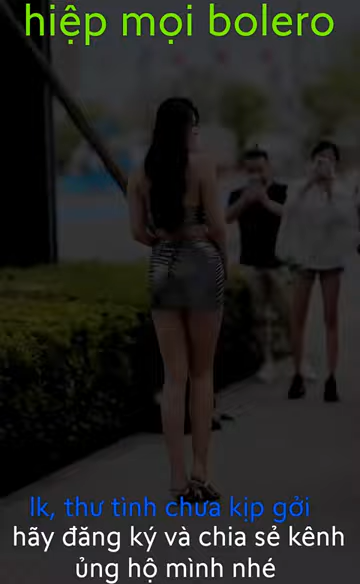 hiệp mọi bolero
lk, thư tình chưa kịp gởi
hãy đăng ký và chia sẻ kênh
ủng hộ mình nhé